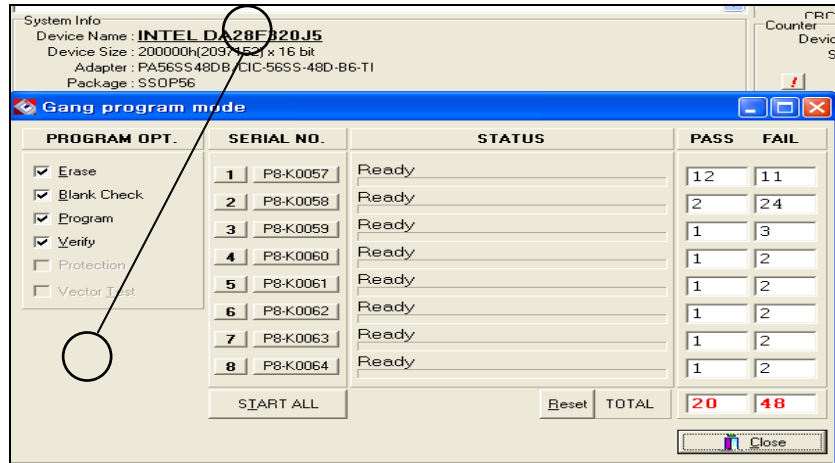 System Info
Device Name : INTEL DA28F320J5
Device Size : 200000h(2097152) x 16 bit
Adapter : PA56SS48DB/CIC-56SS-48D-B6-TI
Package : SSOP56
Counter
Gang program mode
PROGRAM OPT. SERIAL NO. STATUS PASS FAIL
Erase
Blank Check
Program
Verify
Protection
Vector Test
1 P8-K0057 Ready 12 11
2 P8-K0058 Ready 2 24
3 P8-K0059 Ready 1 3
4 P8-K0060 Ready 1 2
5 P8-K0061 Ready 1 2
6 P8-K0062 Ready 1 2
7 P8-K0063 Ready 1 2
8 P8-K0064 Ready 1 2
START ALL Reset TOTAL 20 48
Close